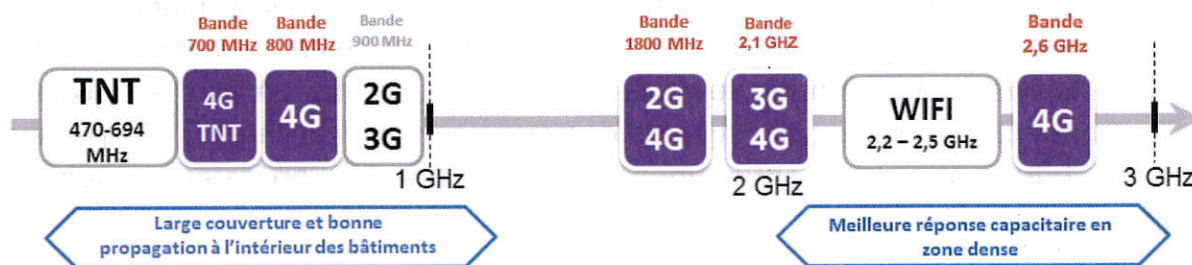 Bande
700 MHz
Bande
800 MHz
Bande
900 MHz
Bande
1800 MHz
Bande
2,1 GHZ
Bande
2,6 GHz
TNT
470-694
MHz
4G
TNT
4G
2G
3G
1 GHz
2G
4G
3G
4G
2 GHz
WIFI
2,2 – 2,5 GHz
4G
3 GHz
Large couverture et bonne
propagation à l'intérieur des bâtiments
Meilleure réponse capacitaire en
zone dense